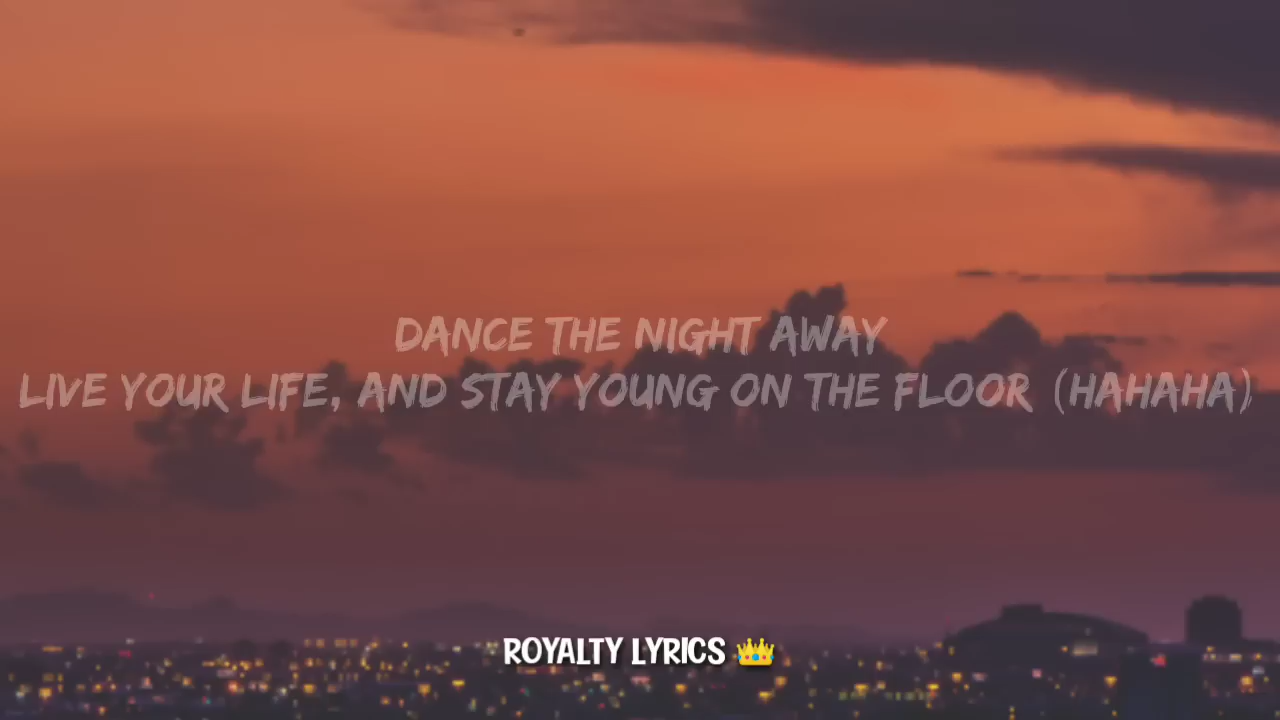 DANCE THE NIGHT AWAY
LIVE YOUR LIFE, AND STAY YOUNG ON THE FLOOR (HAHAHA)
ROYALTY LYRICS 👑